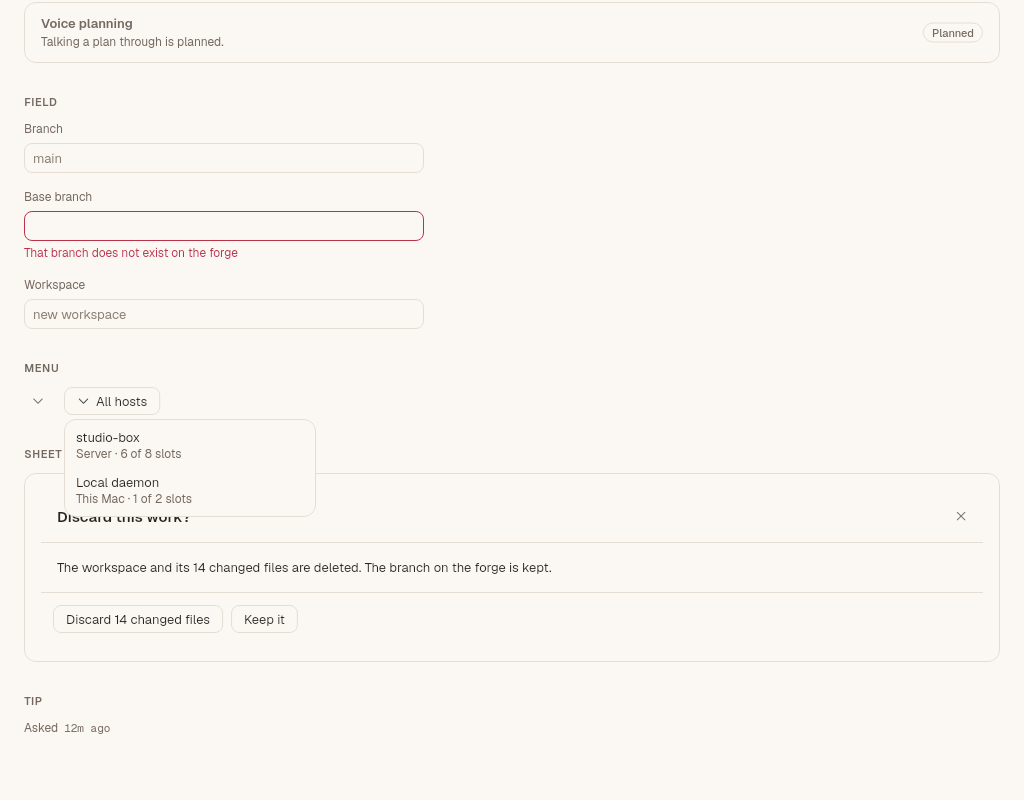 Voice planning
Talking a plan through is planned.
Planned
FIELD
Branch
main
Base branch
That branch does not exist on the forge
Workspace
new workspace
MENU
All hosts
studio-box
Server · 6 of 8 slots
SHEET
Local daemon
This Mac · 1 of 2 slots
Discard this work?
The workspace and its 14 changed files are deleted. The branch on the forge is kept.
Discard 14 changed files
Keep it
TIP
Asked 12m ago